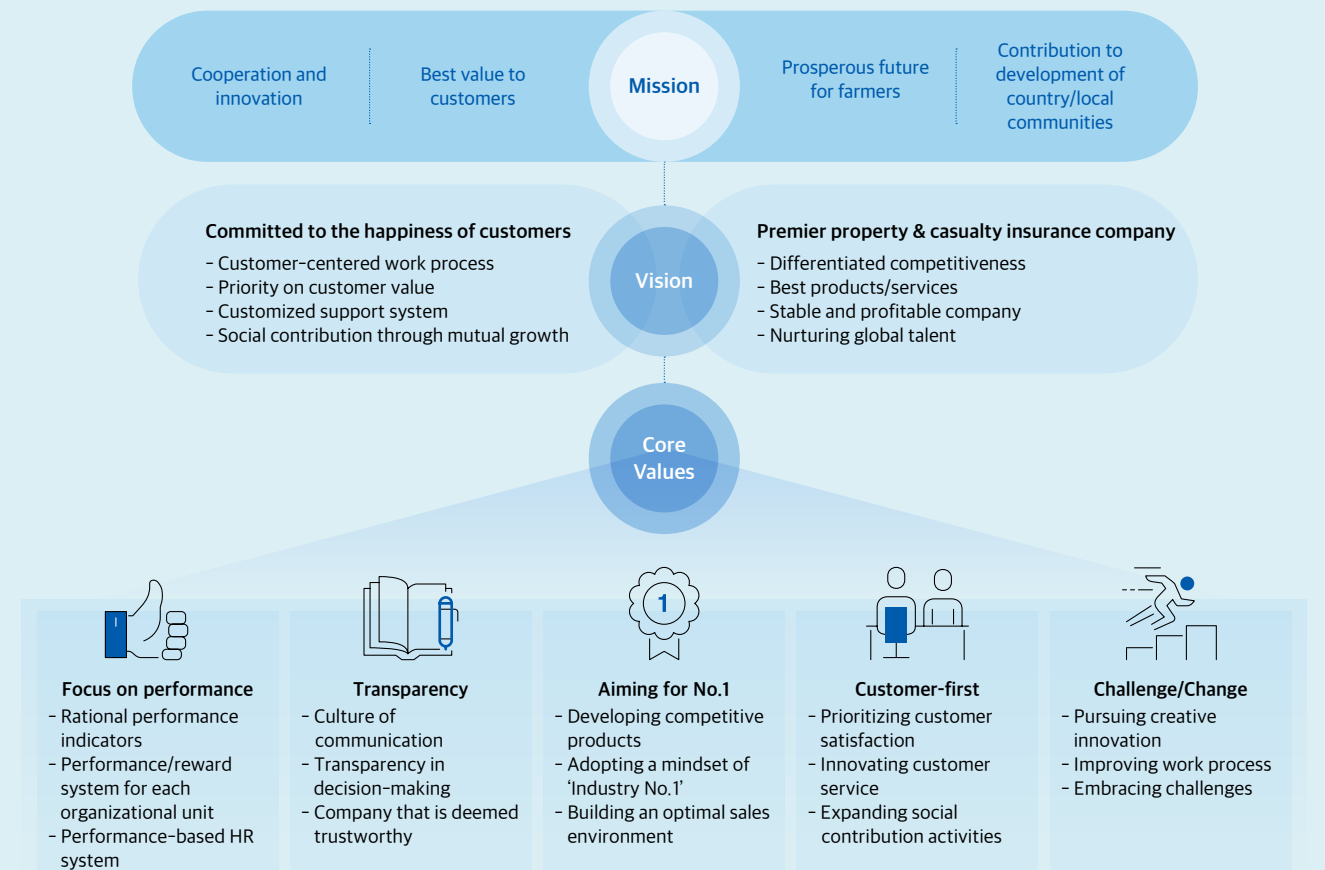 Cooperation and
innovation
Best value to
customers
Mission
Prosperous future
for farmers
Contribution to
development of
country/local
communities
Committed to the happiness of customers
- Customer-centered work process
- Priority on customer value
- Customized support system
- Social contribution through mutual growth
Vision
Premier property & casualty insurance company
- Differentiated competitiveness
- Best products/services
- Stable and profitable company
- Nurturing global talent
Core
Values
Focus on performance
- Rational performance
indicators
- Performance/reward
system for each
organizational unit
- Performance-based HR
system
Transparency
- Culture of
communication
- Transparency in
decision-making
- Company that is deemed
trustworthy
1
Aiming for No.1
- Developing competitive
products
- Adopting a mindset of
‘Industry No.1’
- Building an optimal sales
environment
Customer-first
- Prioritizing customer
satisfaction
- Innovating customer
service
- Expanding social
contribution activities
Challenge/Change
- Pursuing creative
innovation
- Improving work process
- Embracing challenges